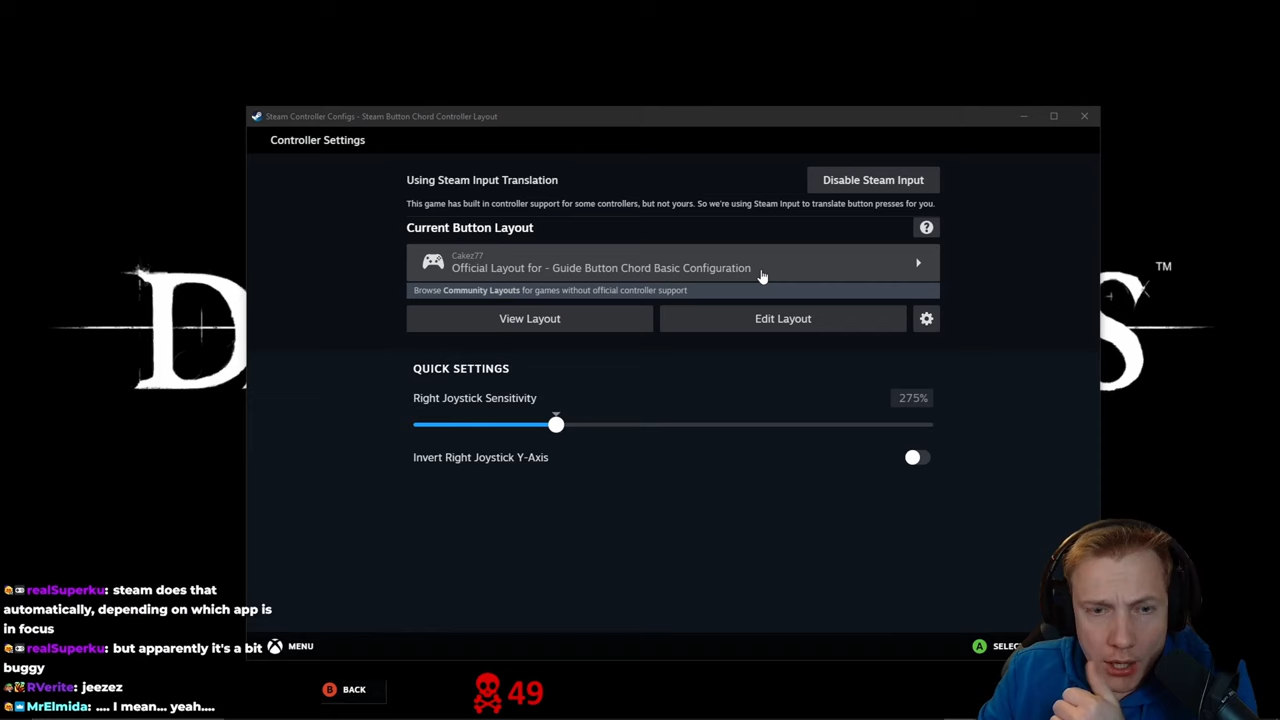 Steam Controller Configs - Steam Button Chord Controller Layout
Controller Settings
Using Steam Input Translation
Disable Steam Input
This game has built in controller support for some controllers, but not yours. So we're using Steam Input to translate button presses for you.
Current Button Layout
?
Cakez77
Official Layout for - Guide Button Chord Basic Configuration
Browse Community Layouts for games without official controller support
View Layout
Edit Layout
D
S
TM
QUICK SETTINGS
Right Joystick Sensitivity
275%
Invert Right Joystick Y-Axis
realSuperku: steam does that
automatically, depending on which app is
in focus
realSuperku: but apparently it's a bit
buggy
RVerite: jeezez
MrElmida: .... I mean... yeah....
MENU
A
B BACK
49